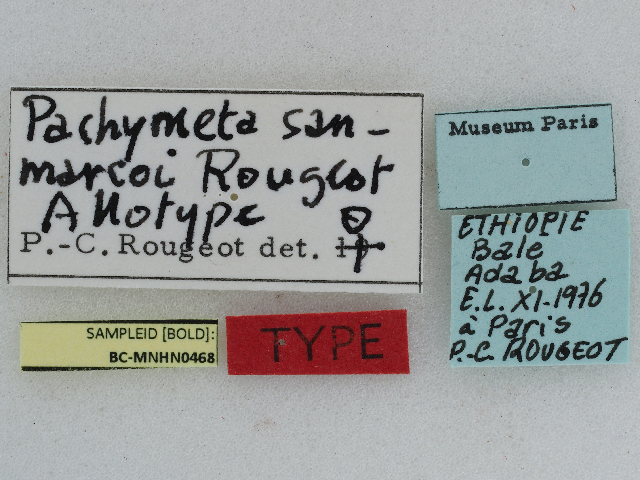 Pachymeta san-
marcoi Rougeot
Allotype ♀
P.-C. Rougeot det.
Museum Paris
ETHIOPIE
Bale
Adaba
E.L. XI.1976
à Paris
P.-C. ROUGEOT
SAMPLEID [BOLD]:
BC-MNHN0468
TYPE